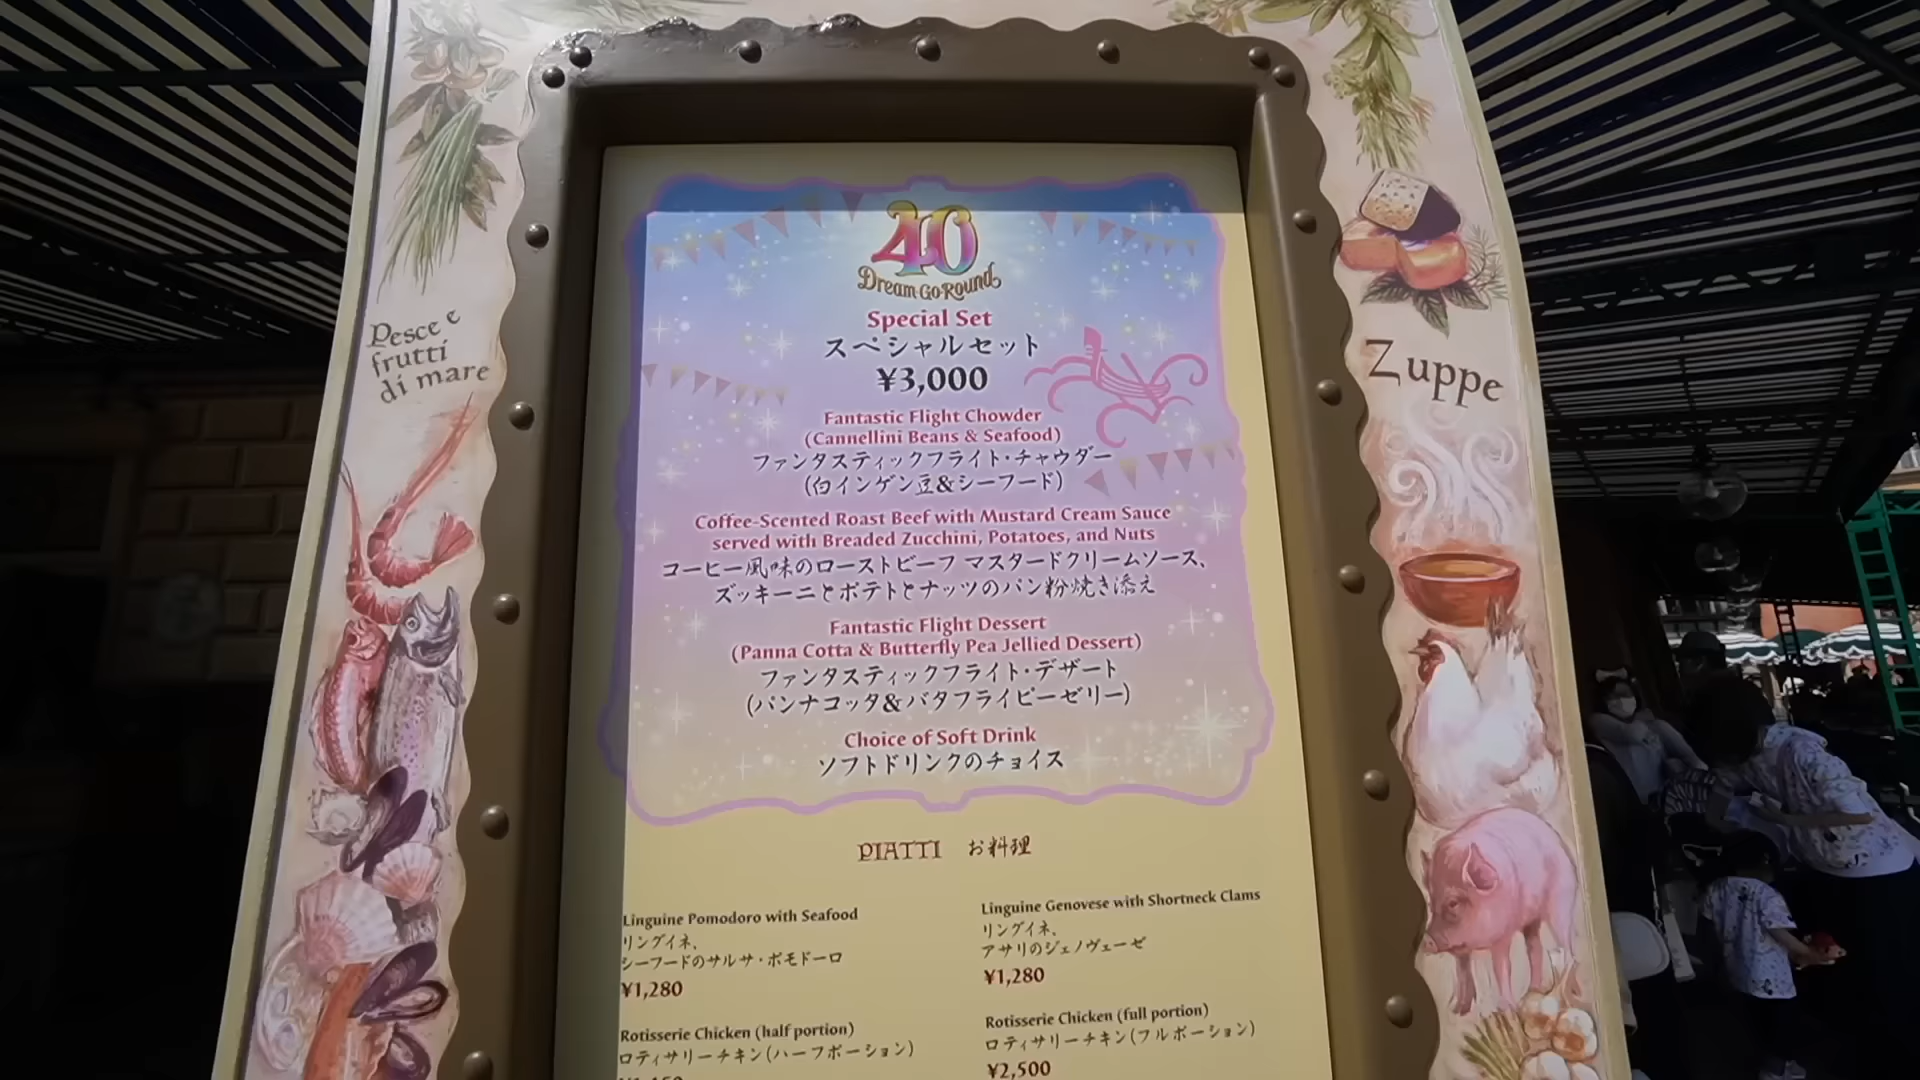 40
Dream Go Round
Special Set
スペシャルセット
¥3,000
Fantastic Flight Chowder
(Cannellini Beans & Seafood)
ファンタスティックフライト・チャウダー
(白インゲン豆&シーフード)
Coffee-Scented Roast Beef with Mustard Cream Sauce
served with Breaded Zucchini, Potatoes, and Nuts
コーヒー風味のローストビーフ マスタードクリームソース、
ズッキーニとポテトとナッツのパン粉焼き添え
Fantastic Flight Dessert
(Panna Cotta & Butterfly Pea Jellied Dessert)
ファンタスティックフライト・デザート
(パンナコッタ&バタフライピーゼリー)
Choice of Soft Drink
ソフトドリンクのチョイス
PIATTI お料理
Linguine Pomodoro with Seafood
リングイネ、
シーフードのサルサ・ポモドーロ
¥1,280
Linguine Genovese with Shortneck Clams
リングイネ、
アサリのジェノヴェーゼ
¥1,280
Rotisserie Chicken (half portion)
ロティサリーチキン(ハーフポーション)
Rotisserie Chicken (full portion)
ロティサリーチキン(フルポーション)
¥2,500
Pesce e
frutti
di mare
Zuppe